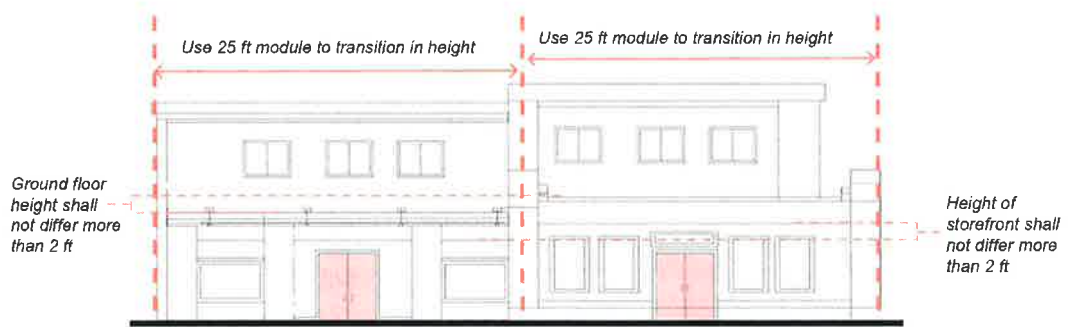 Use 25 ft module to transition in height
Use 25 ft module to transition in height
Ground floor
height shall
not differ more
than 2 ft
Height of
storefront shall
not differ more
than 2 ft